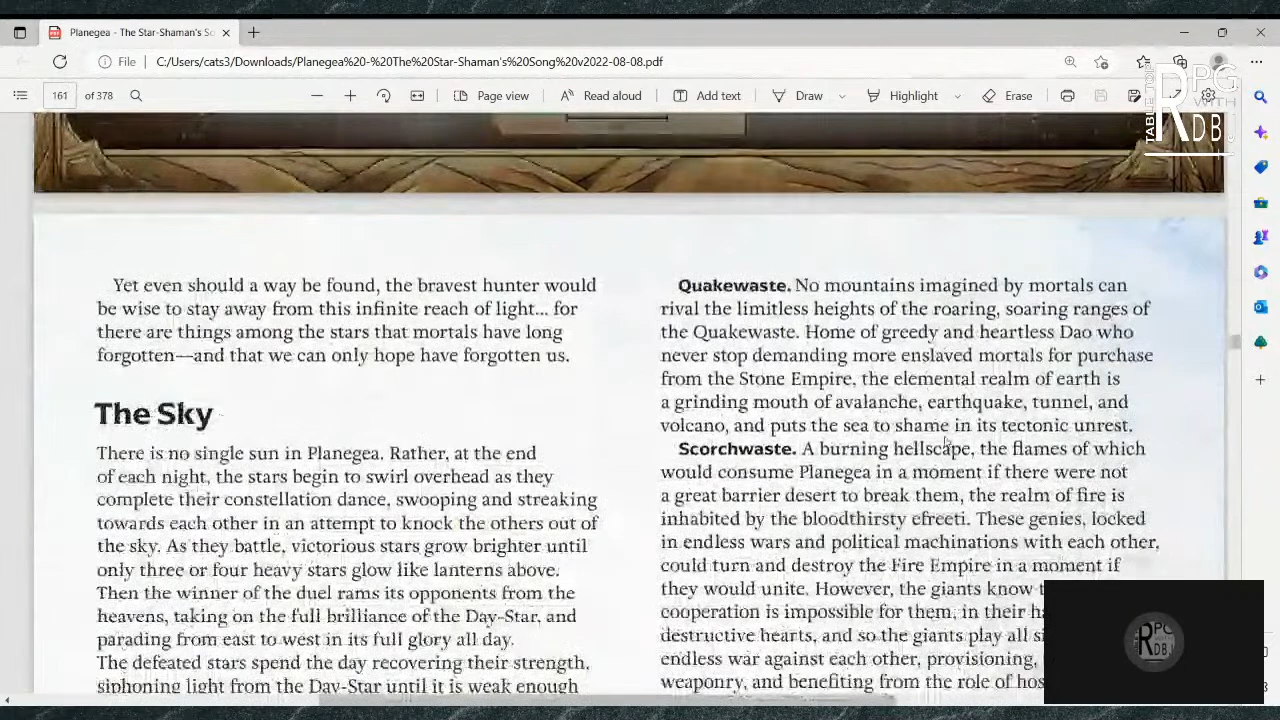 Planegea - The Star-Shaman's So
File
C:/Users/cats3/Downloads/Planegea%20-%20The%20Star-Shaman's%20Song%20v2022-08-08.pdf
161 of 378
Page view
Read aloud
Add text
Draw
Highlight
Erase
TABLE TOP
RPG
WITH
RDB
Yet even should a way be found, the bravest hunter would
be wise to stay away from this infinite reach of light... for
there are things among the stars that mortals have long
forgotten—and that we can only hope have forgotten us.
The Sky
There is no single sun in Planegea. Rather, at the end
of each night, the stars begin to swirl overhead as they
complete their constellation dance, swooping and streaking
towards each other in an attempt to knock the others out of
the sky. As they battle, victorious stars grow brighter until
only three or four heavy stars glow like lanterns above.
Then the winner of the duel rams its opponents from the
heavens, taking on the full brilliance of the Day-Star, and
parading from east to west in its full glory all day.
The defeated stars spend the day recovering their strength,
siphoning light from the Day-Star until it is weak enough
Quakewaste. No mountains imagined by mortals can
rival the limitless heights of the roaring, soaring ranges of
the Quakewaste. Home of greedy and heartless Dao who
never stop demanding more enslaved mortals for purchase
from the Stone Empire, the elemental realm of earth is
a grinding mouth of avalanche, earthquake, tunnel, and
volcano, and puts the sea to shame in its tectonic unrest.
Scorchwaste. A burning hellscape, the flames of which
would consume Planegea in a moment if there were not
a great barrier desert to break them, the realm of fire is
inhabited by the bloodthirsty efreeti. These genies, locked
in endless wars and political machinations with each other,
could turn and destroy the Fire Empire in a moment if
they would unite. However, the giants know
cooperation is impossible for them, in their
destructive hearts, and so the giants play all
endless war against each other, provisioning,
weaponry, and benefiting from the role of
RPG
RDB